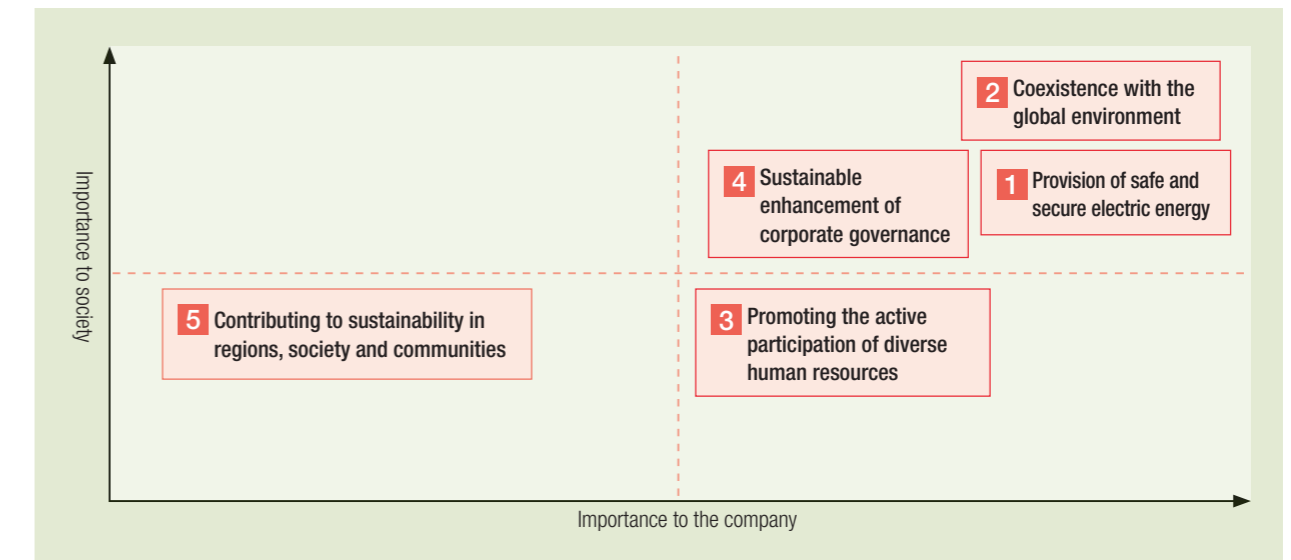 2 Coexistence with the
global environment
4 Sustainable
enhancement of
corporate governance
1 Provision of safe and
secure electric energy
Importance to society
5 Contributing to sustainability in
regions, society and communities
3 Promoting the active
participation of diverse
human resources
Importance to the company